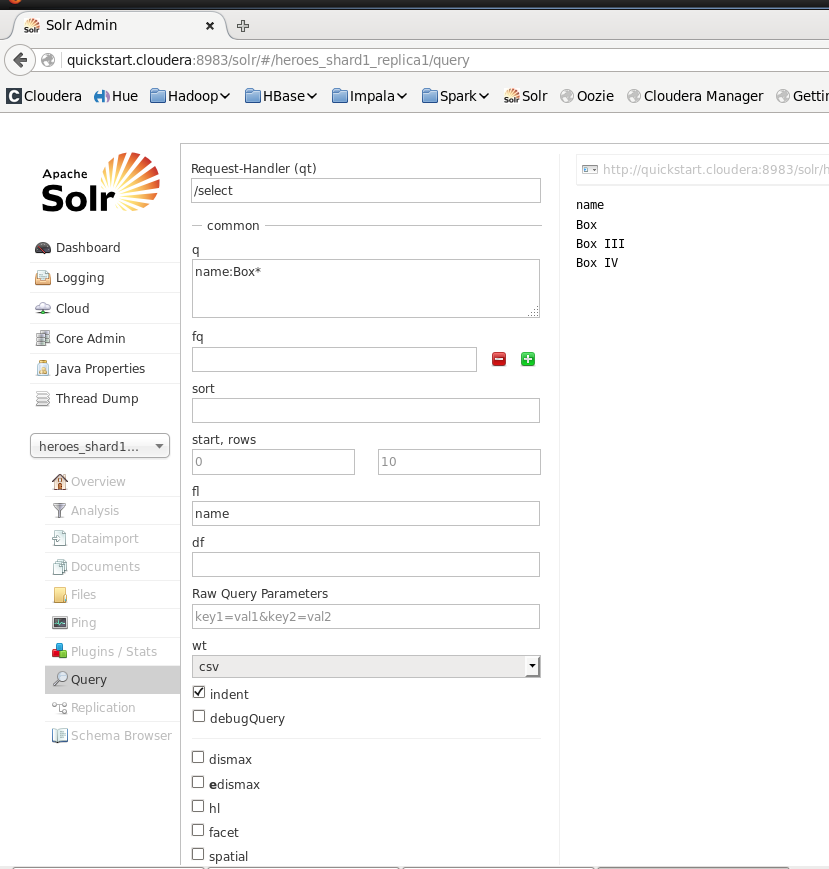 Solr Solr Admin
quickstart.cloudera:8983/solr/#/heroes_shard1_replica1/query
C Cloudera Hue Hadoop HBase Impala Spark Solr Solr Oozie Cloudera Manager Getti
Apache
Solr
Dashboard
Logging
Cloud
Core Admin
Java Properties
Thread Dump
heroes_shard1...
Overview
Analysis
Dataimport
Documents
Files
Ping
Plugins / Stats
Query
Replication
Schema Browser
Request-Handler (qt)
/select
common
q
name:Box*
fq
sort
start, rows
0 10
fl
name
df
Raw Query Parameters
key1=val1&key2=val2
wt
csv
indent
debugQuery
dismax
edismax
hl
facet
spatial
http://quickstart.cloudera:8983/solr/h
name
Box
Box III
Box IV